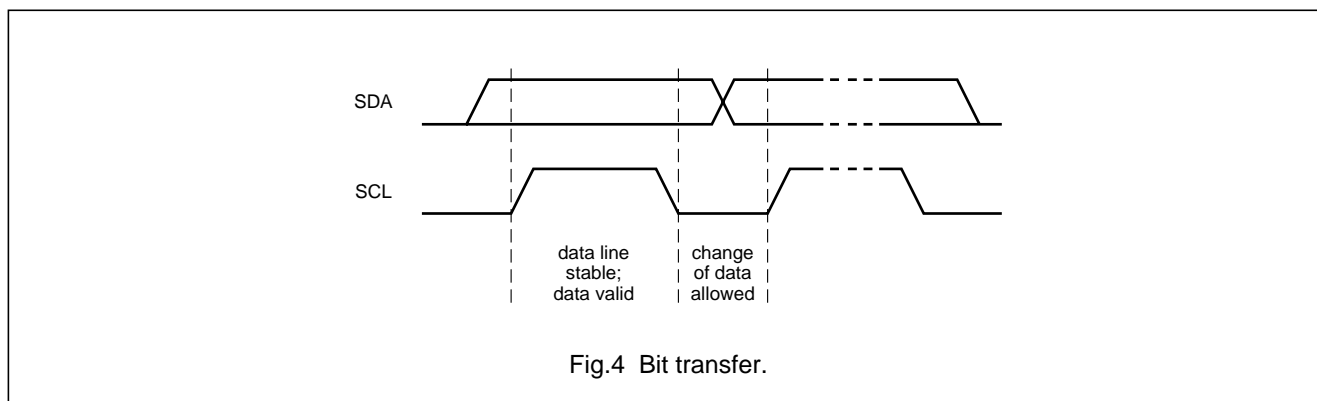 SDA
SCL
data line
stable;
data valid
change
of data
allowed
Fig.4 Bit transfer.